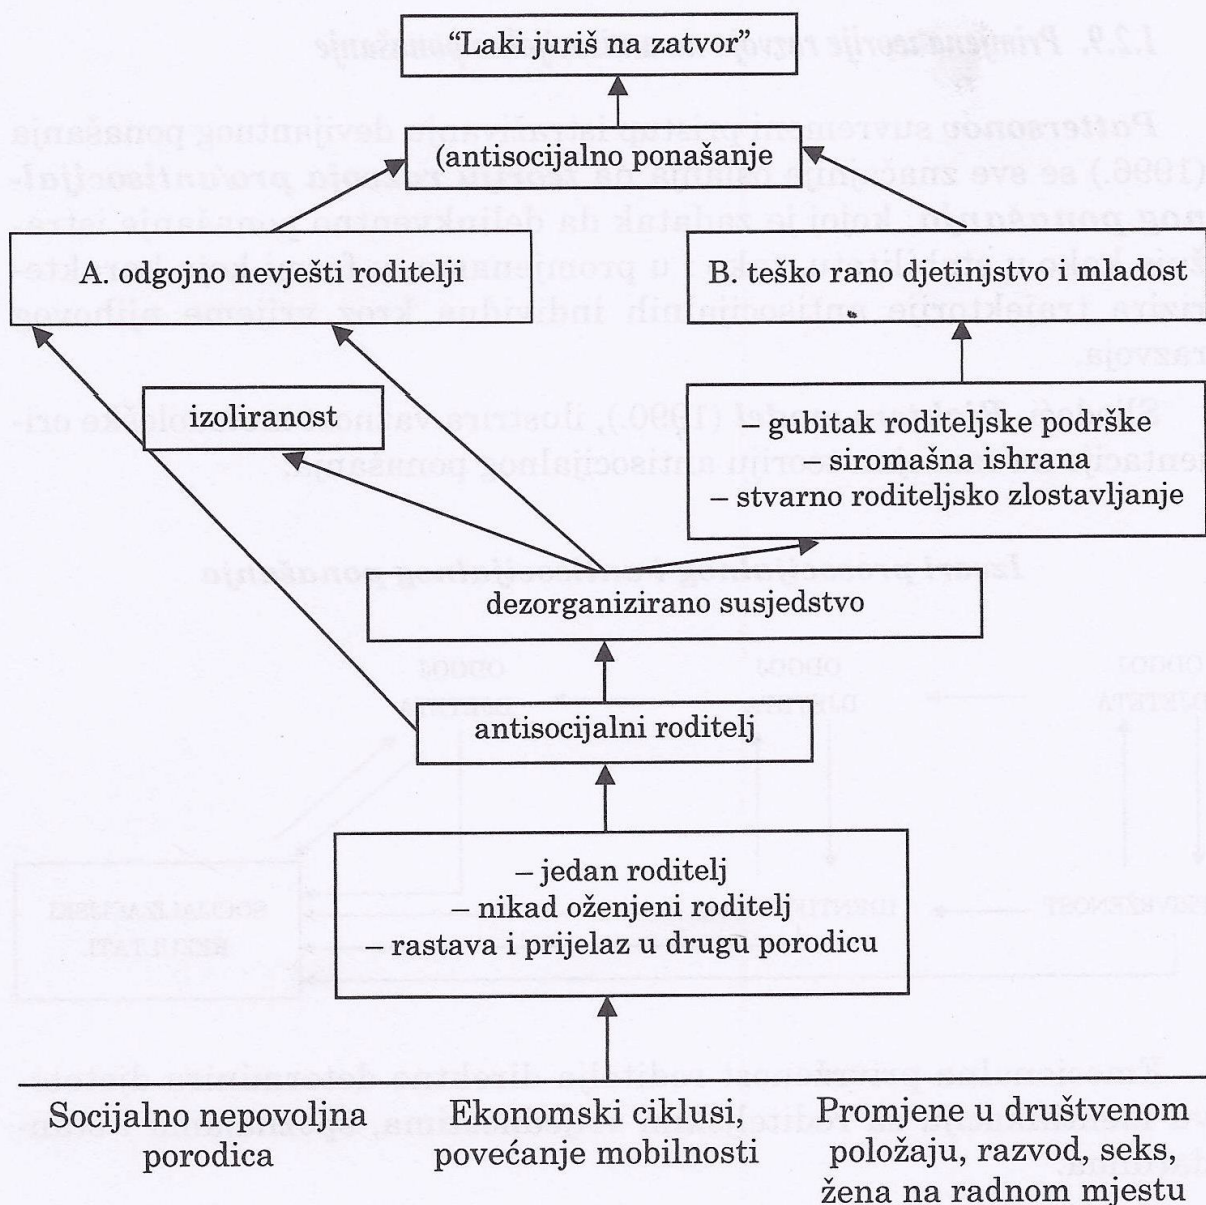 “Laki juriš na zatvor”
(antisocijalno ponašanje
A. odgojno nevješti roditelji
B. teško rano djetinjstvo i mladost
izoliranost
– gubitak roditeljske podrške
– siromašna ishrana
– stvarno roditeljsko zlostavljanje
dezorganizirano susjedstvo
antisocijalni roditelj
– jedan roditelj
– nikad oženjeni roditelj
– rastava i prijelaz u drugu porodicu
Socijalno nepovoljna
porodica
Ekonomski ciklusi,
povećanje mobilnosti
Promjene u društvenom
položaju, razvod, seks,
žena na radnom mjestu